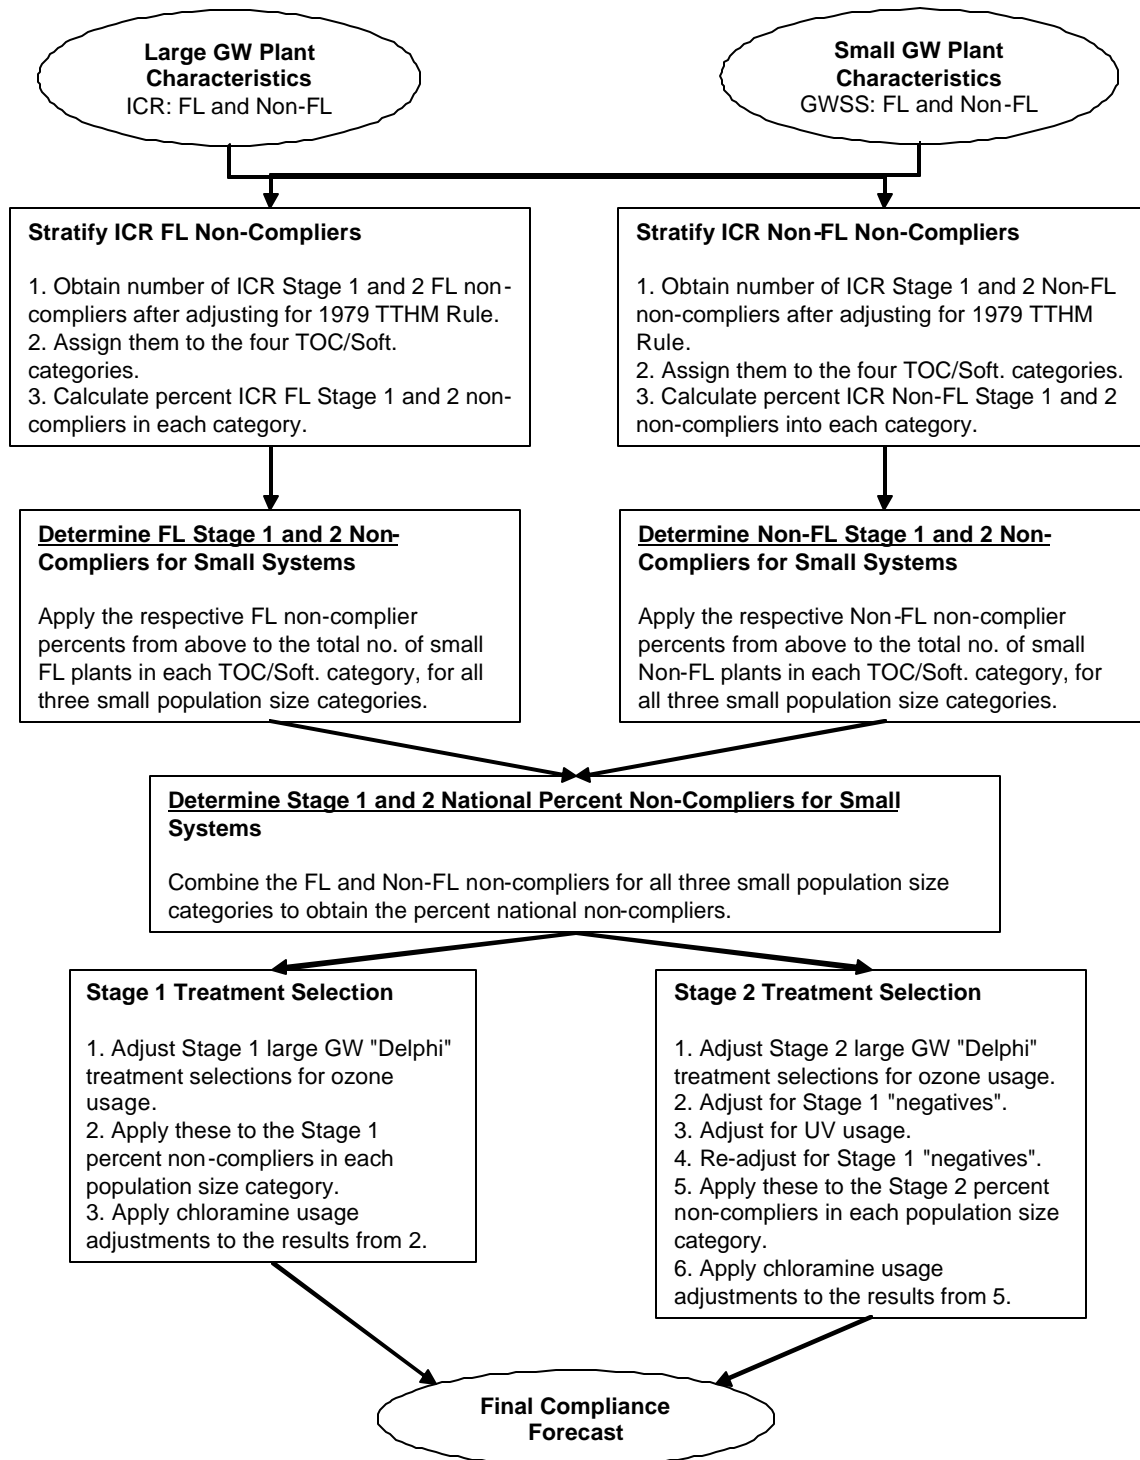 Large GW Plant
Characteristics
ICR: FL and Non-FL
Small GW Plant
Characteristics
GWSS: FL and Non-FL
Stratify ICR FL Non-Compliers
1. Obtain number of ICR Stage 1 and 2 FL non-
compliers after adjusting for 1979 TTHM Rule.
2. Assign them to the four TOC/Soft.
categories.
3. Calculate percent ICR FL Stage 1 and 2 non-
compliers in each category.
Stratify ICR Non-FL Non-Compliers
1. Obtain number of ICR Stage 1 and 2 Non-FL
non-compliers after adjusting for 1979 TTHM
Rule.
2. Assign them to the four TOC/Soft. categories.
3. Calculate percent ICR Non-FL Stage 1 and 2
non-compliers into each category.
Determine FL Stage 1 and 2 Non-
Compliers for Small Systems
Apply the respective FL non-complier
percents from above to the total no. of small
FL plants in each TOC/Soft. category, for all
three small population size categories.
Determine Non-FL Stage 1 and 2 Non-
Compliers for Small Systems
Apply the respective Non-FL non-complier
percents from above to the total no. of small
Non-FL plants in each TOC/Soft. category, for
all three small population size categories.
Determine Stage 1 and 2 National Percent Non-Compliers for Small
Systems
Combine the FL and Non-FL non-compliers for all three small population size
categories to obtain the percent national non-compliers.
Stage 1 Treatment Selection
1. Adjust Stage 1 large GW "Delphi"
treatment selections for ozone
usage.
2. Apply these to the Stage 1
percent non-compliers in each
population size category.
3. Apply chloramine usage
adjustments to the results from 2.
Stage 2 Treatment Selection
1. Adjust Stage 2 large GW "Delphi"
treatment selections for ozone usage.
2. Adjust for Stage 1 "negatives".
3. Adjust for UV usage.
4. Re-adjust for Stage 1 "negatives".
5. Apply these to the Stage 2 percent
non-compliers in each population size
category.
6. Apply chloramine usage
adjustments to the results from 5.
Final Compliance
Forecast